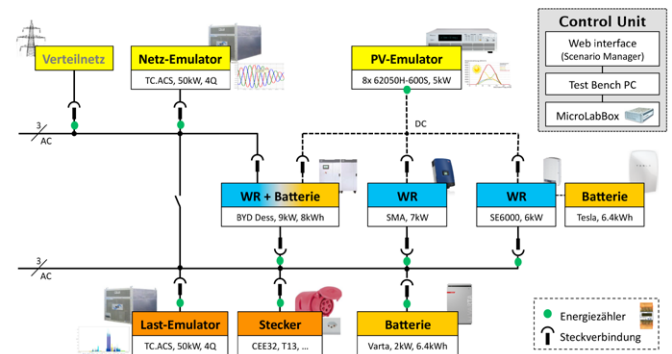 Control Unit
Web interface
(Scenario Manager)
Test Bench PC
MicroLabBox
Verteilnetz
Netz-Emulator
TC.ACS, 50kW, 4Q
PV-Emulator
8x 62050H-600S, 5kW
3
AC
DC
WR + Batterie
BYD Dess, 9kW, 8kWh
WR
SMA, 7kW
WR
SE6000, 6kW
Batterie
Tesla, 6.4kWh
3
AC
Last-Emulator
TC.ACS, 50kW, 4Q
Stecker
CEE32, T13, ...
Batterie
Varta, 2kW, 6.4kWh
Energiezähler
Steckverbindung